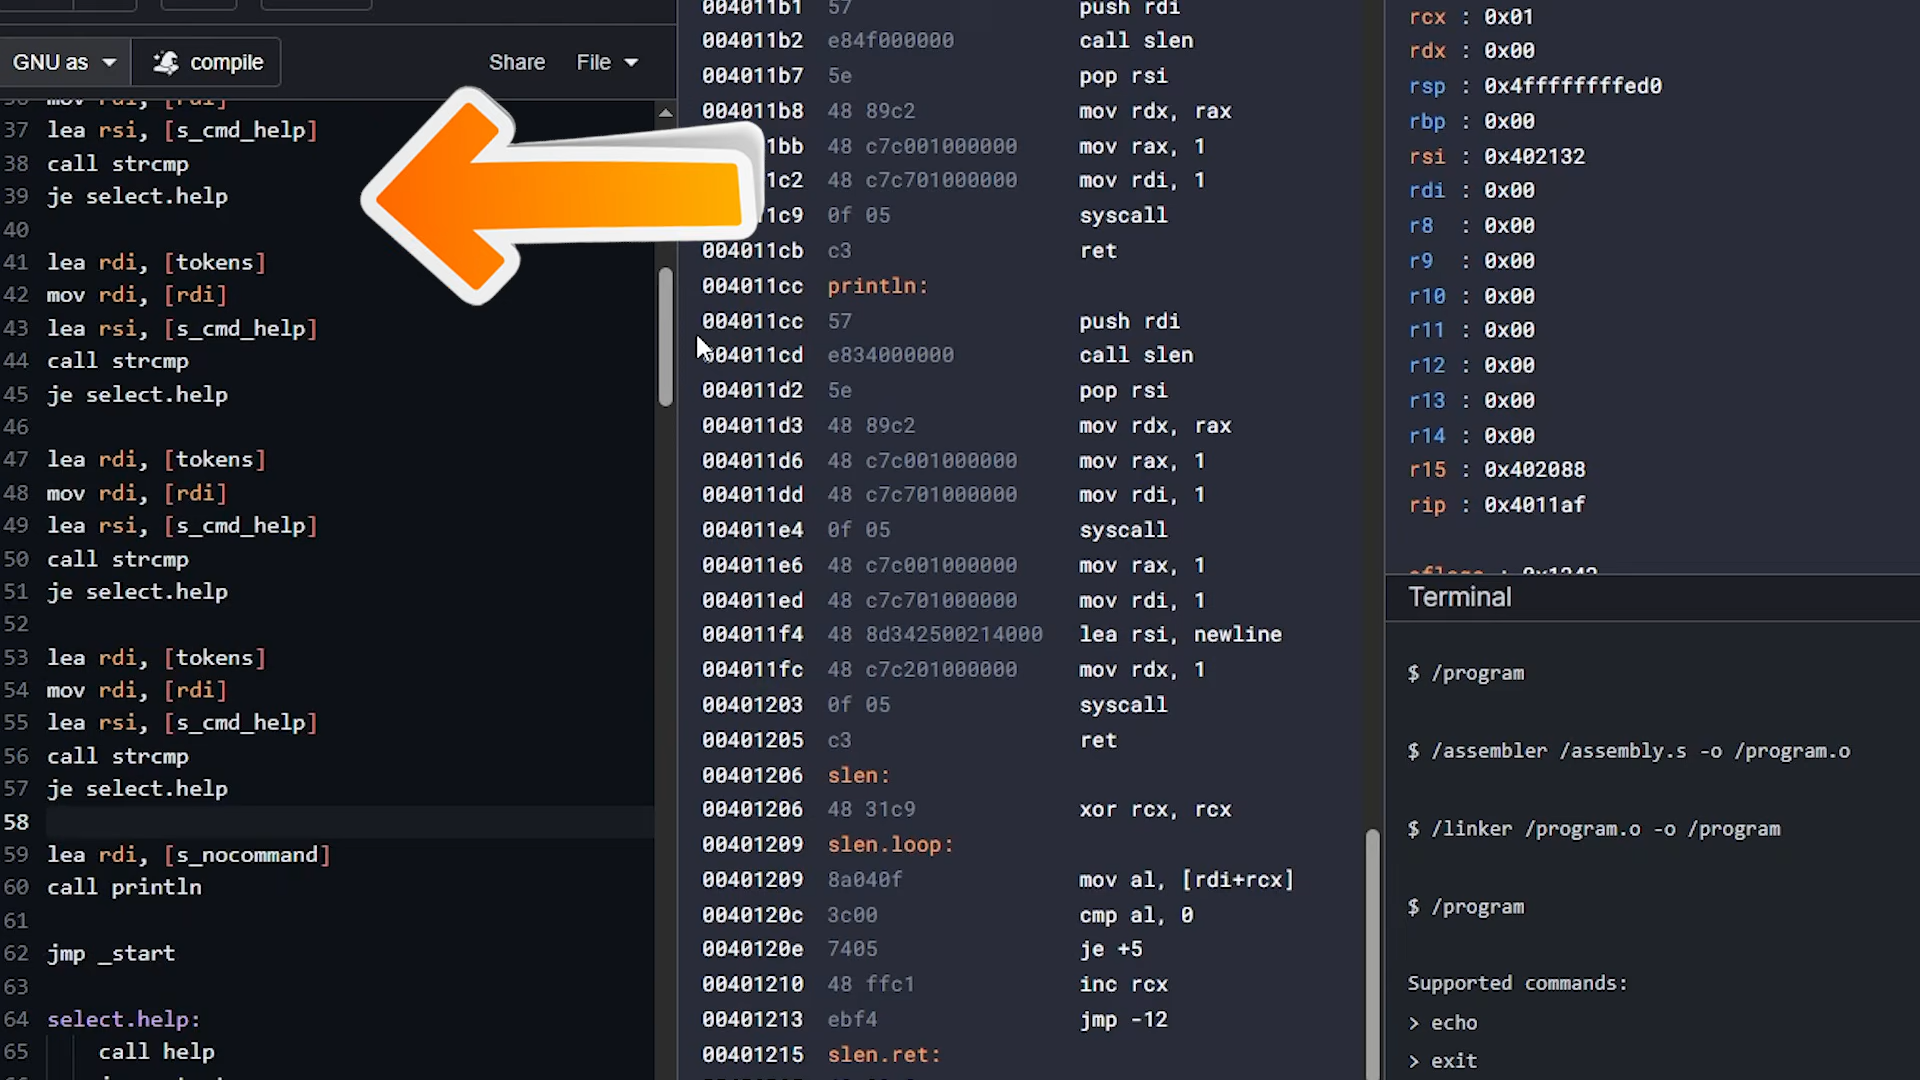 GNU as
compile
Share
File
36 mov rdi, [rdi]
37 lea rsi, [s_cmd_help]
38 call strcmp
39 je select.help
40
41 lea rdi, [tokens]
42 mov rdi, [rdi]
43 lea rsi, [s_cmd_help]
44 call strcmp
45 je select.help
46
47 lea rdi, [tokens]
48 mov rdi, [rdi]
49 lea rsi, [s_cmd_help]
50 call strcmp
51 je select.help
52
53 lea rdi, [tokens]
54 mov rdi, [rdi]
55 lea rsi, [s_cmd_help]
56 call strcmp
57 je select.help
58
59 lea rdi, [s_nocommand]
60 call println
61
62 jmp _start
63
64 select.help:
65 call help
004011b1 57 push rdi
004011b2 e84f000000 call slen
004011b7 5e pop rsi
004011b8 48 89c2 mov rdx, rax
1bb 48 c7c001000000 mov rax, 1
1c2 48 c7c701000000 mov rdi, 1
1c9 0f 05 syscall
004011cb c3 ret
004011cc println:
004011cc 57 push rdi
004011cd e834000000 call slen
004011d2 5e pop rsi
004011d3 48 89c2 mov rdx, rax
004011d6 48 c7c001000000 mov rax, 1
004011dd 48 c7c701000000 mov rdi, 1
004011e4 0f 05 syscall
004011e6 48 c7c001000000 mov rax, 1
004011ed 48 c7c701000000 mov rdi, 1
004011f4 48 8d342500214000 lea rsi, newline
004011fc 48 c7c201000000 mov rdx, 1
00401203 0f 05 syscall
00401205 c3 ret
00401206 slen:
00401206 48 31c9 xor rcx, rcx
00401209 slen.loop:
00401209 8a040f mov al, [rdi+rcx]
0040120c 3c00 cmp al, 0
0040120e 7405 je +5
00401210 48 ffc1 inc rcx
00401213 ebf4 jmp -12
00401215 slen.ret:
rcx : 0x01
rdx : 0x00
rsp : 0x4ffffffffed0
rbp : 0x00
rsi : 0x402132
rdi : 0x00
r8 : 0x00
r9 : 0x00
r10 : 0x00
r11 : 0x00
r12 : 0x00
r13 : 0x00
r14 : 0x00
r15 : 0x402088
rip : 0x4011af
eflags : 0x1242
Terminal
$ /program
$ /assembler /assembly.s -o /program.o
$ /linker /program.o -o /program
$ /program
Supported commands:
> echo
> exit